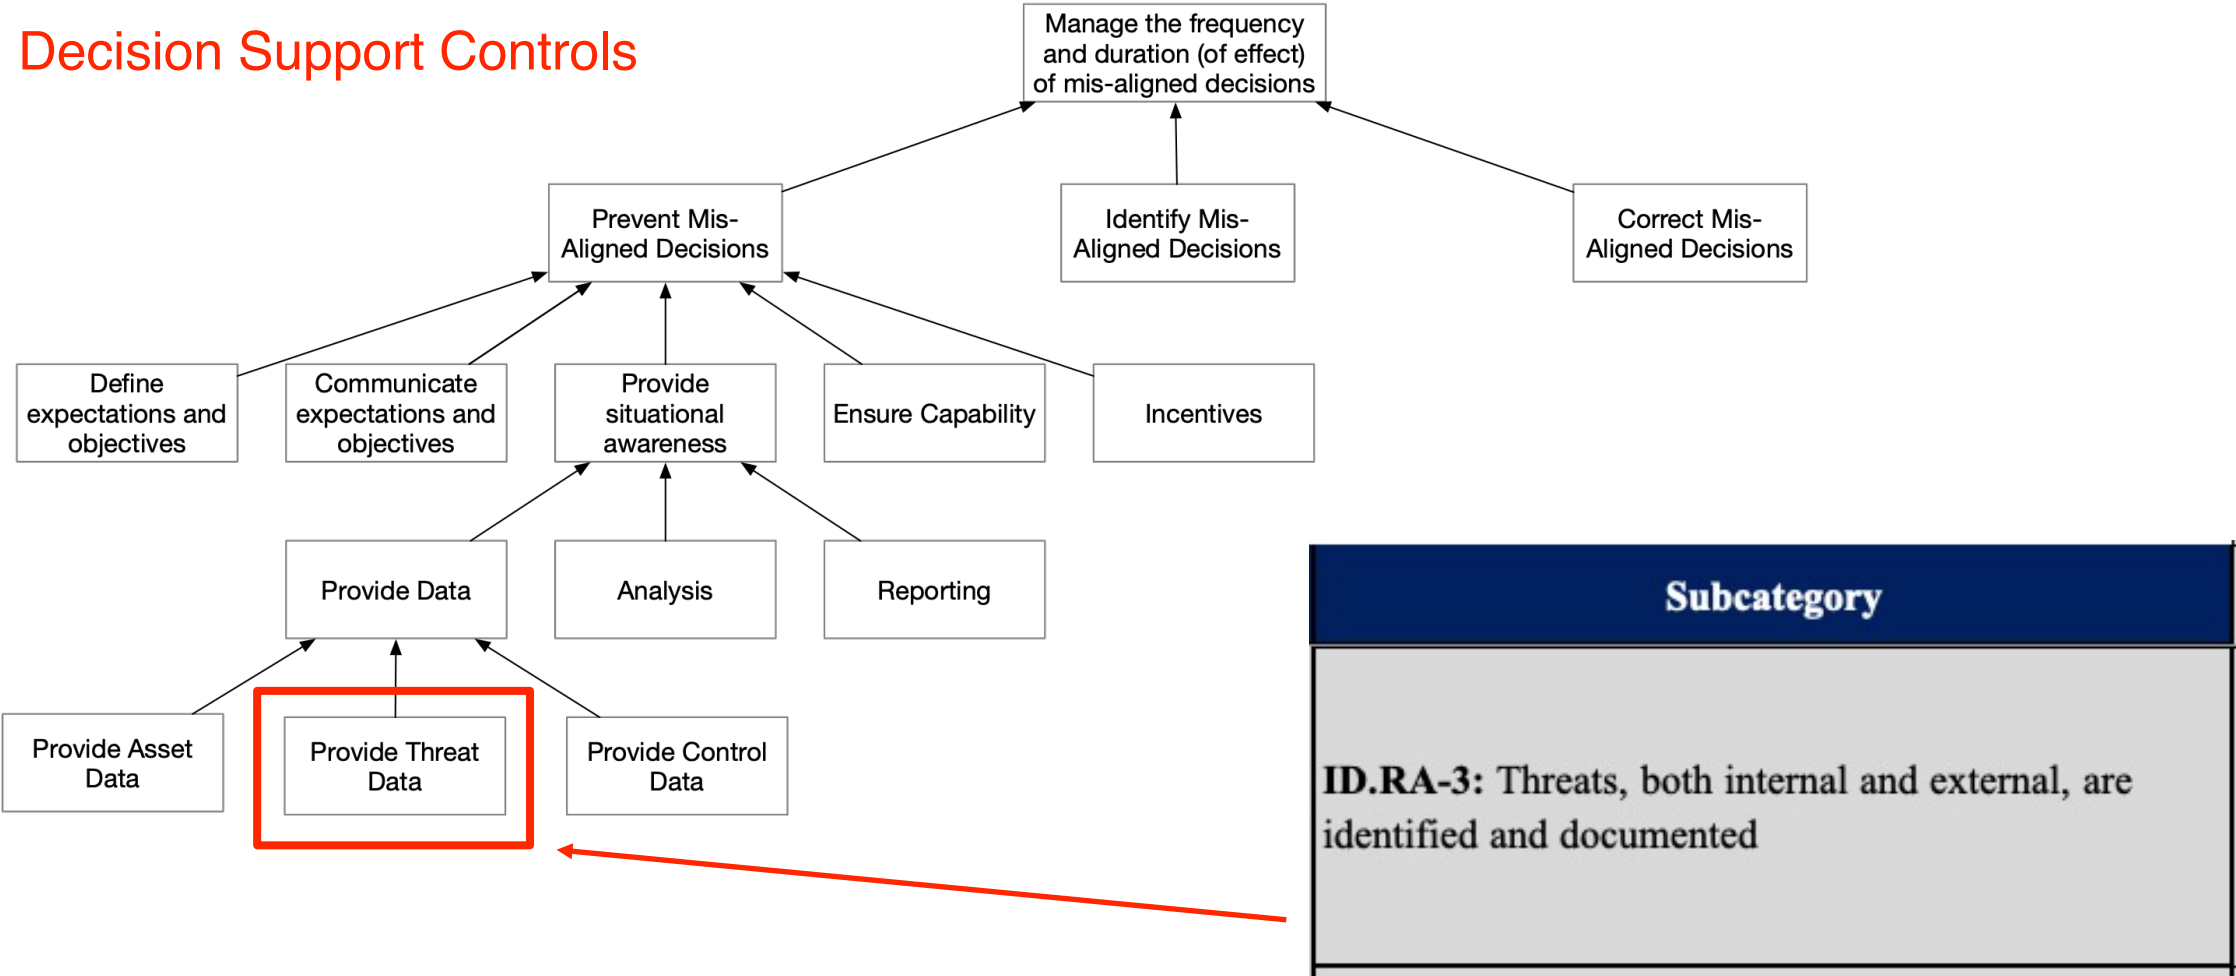 Decision Support Controls
Manage the frequency
and duration (of effect)
of mis-aligned decisions
Prevent Mis-
Aligned Decisions
Identify Mis-
Aligned Decisions
Correct Mis-
Aligned Decisions
Define
expectations and
objectives
Communicate
expectations and
objectives
Provide
situational
awareness
Ensure Capability
Incentives
Provide Data
Analysis
Reporting
Provide Asset
Data
Provide Threat
Data
Provide Control
Data
Subcategory
ID.RA-3: Threats, both internal and external, are
identified and documented